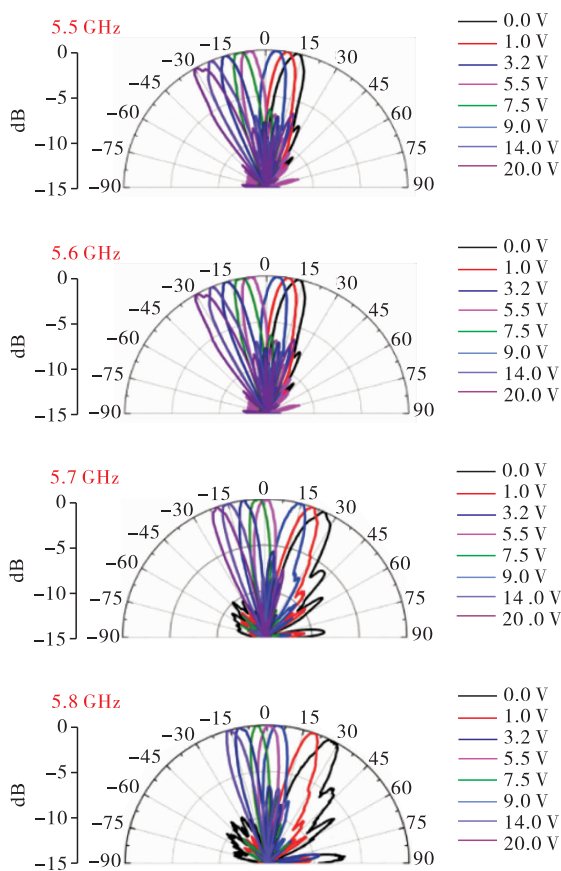 5.5 GHz
0
-15
15
-30
30
-45
45
-60
60
-75
75
-90
90
0
-5
-10
-15
dB
0.0 V
1.0 V
3.2 V
5.5 V
7.5 V
9.0 V
14.0 V
20.0 V
5.6 GHz
0
-15
15
-30
30
-45
45
-60
60
-75
75
-90
90
0
-5
-10
-15
dB
0.0 V
1.0 V
3.2 V
5.5 V
7.5 V
9.0 V
14.0 V
20.0 V
5.7 GHz
0
-15
15
-30
30
-45
45
-60
60
-75
75
-90
90
0
-5
-10
-15
dB
0.0 V
1.0 V
3.2 V
5.5 V
7.5 V
9.0 V
14 .0 V
20 .0 V
5.8 GHz
0
-15
15
-30
30
-45
45
-60
60
-75
75
-90
90
0
-5
-10
-15
dB
0.0 V
1.0 V
3.2 V
5.5 V
7.5 V
9.0 V
14.0 V
20.0 V